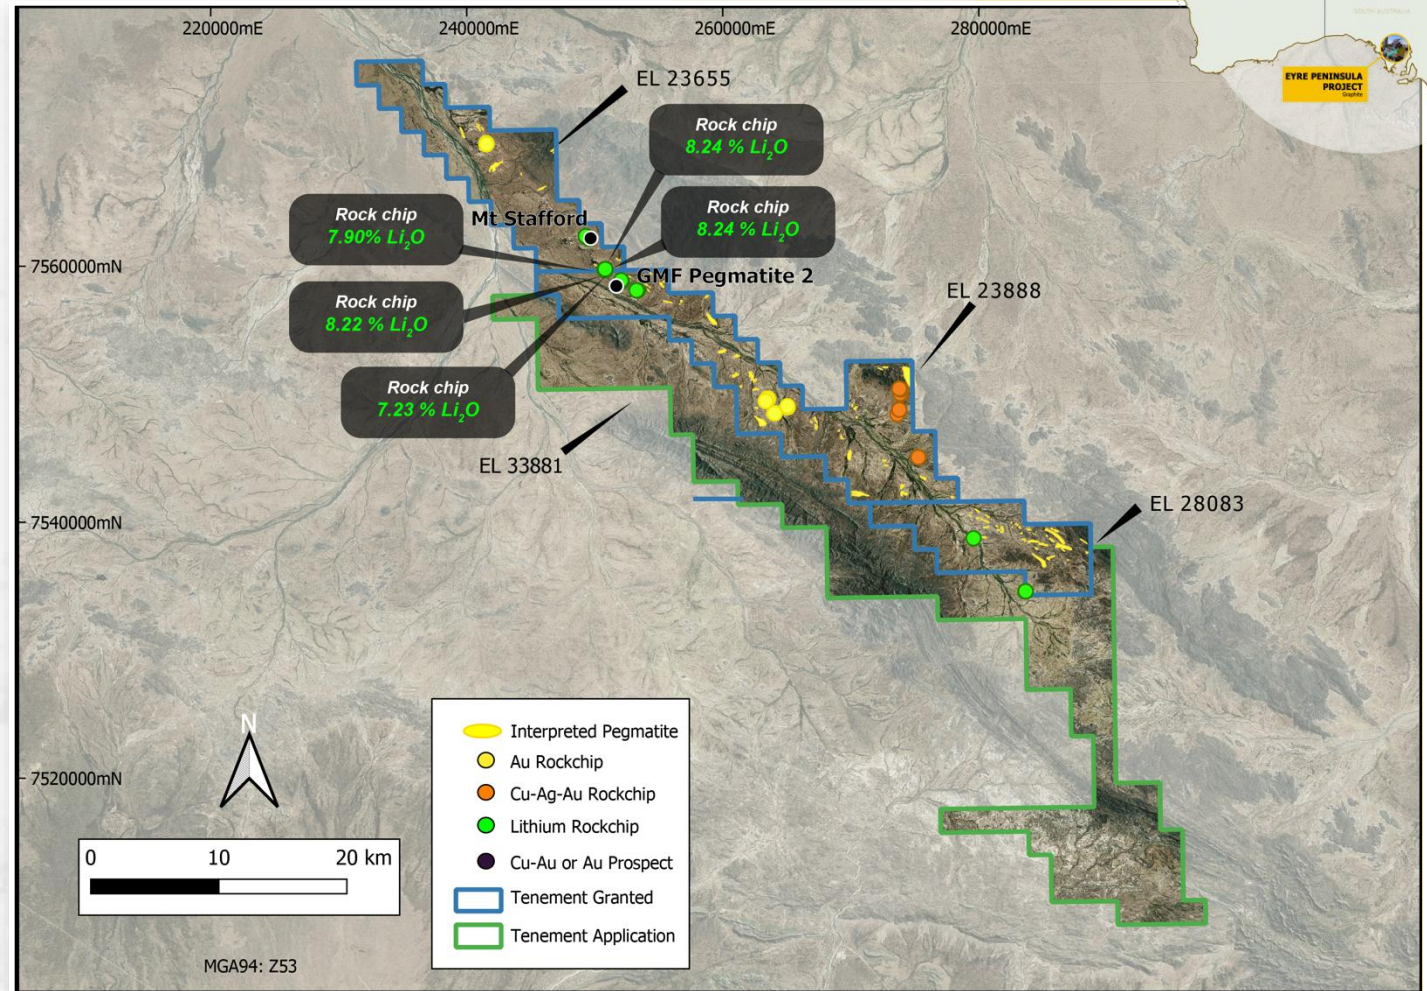 SOUTH AUSTRALIA
220000mE
240000mE
260000mE
280000mE
EYRE PENINSULA
PROJECT
Graphite
EL 23655
Rock chip
8.24 % Li₂O
Rock chip
7.90% Li₂O
Mt Stafford
Rock chip
8.24 % Li₂O
7560000mN
GMF Pegmatite 2
EL 23888
Rock chip
8.22 % Li₂O
Rock chip
7.23 % Li₂O
EL 33881
EL 28083
7540000mN
N
Interpreted Pegmatite
Au Rockchip
Cu-Ag-Au Rockchip
Lithium Rockchip
Cu-Au or Au Prospect
Tenement Granted
Tenement Application
7520000mN
0 10 20 km
MGA94: Z53